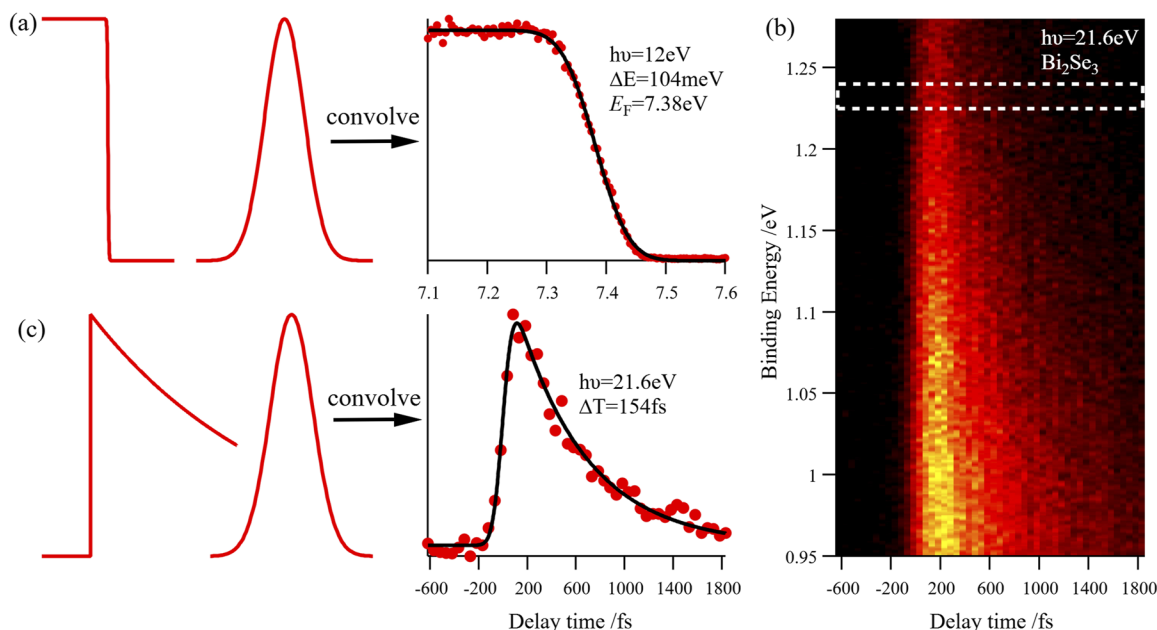 (a)
convolve
hυ=12eV
ΔE=104meV
E_F=7.38eV
7.1 7.2 7.3 7.4 7.5 7.6
(b)
hυ=21.6eV
Bi₂Se₃
Binding Energy /eV
1.25
1.2
1.15
1.1
1.05
1
0.95
-600 -200 200 600 1000 1400 1800
Delay time /fs
(c)
convolve
hυ=21.6eV
ΔT=154fs
-600 -200 200 600 1000 1400 1800
Delay time /fs